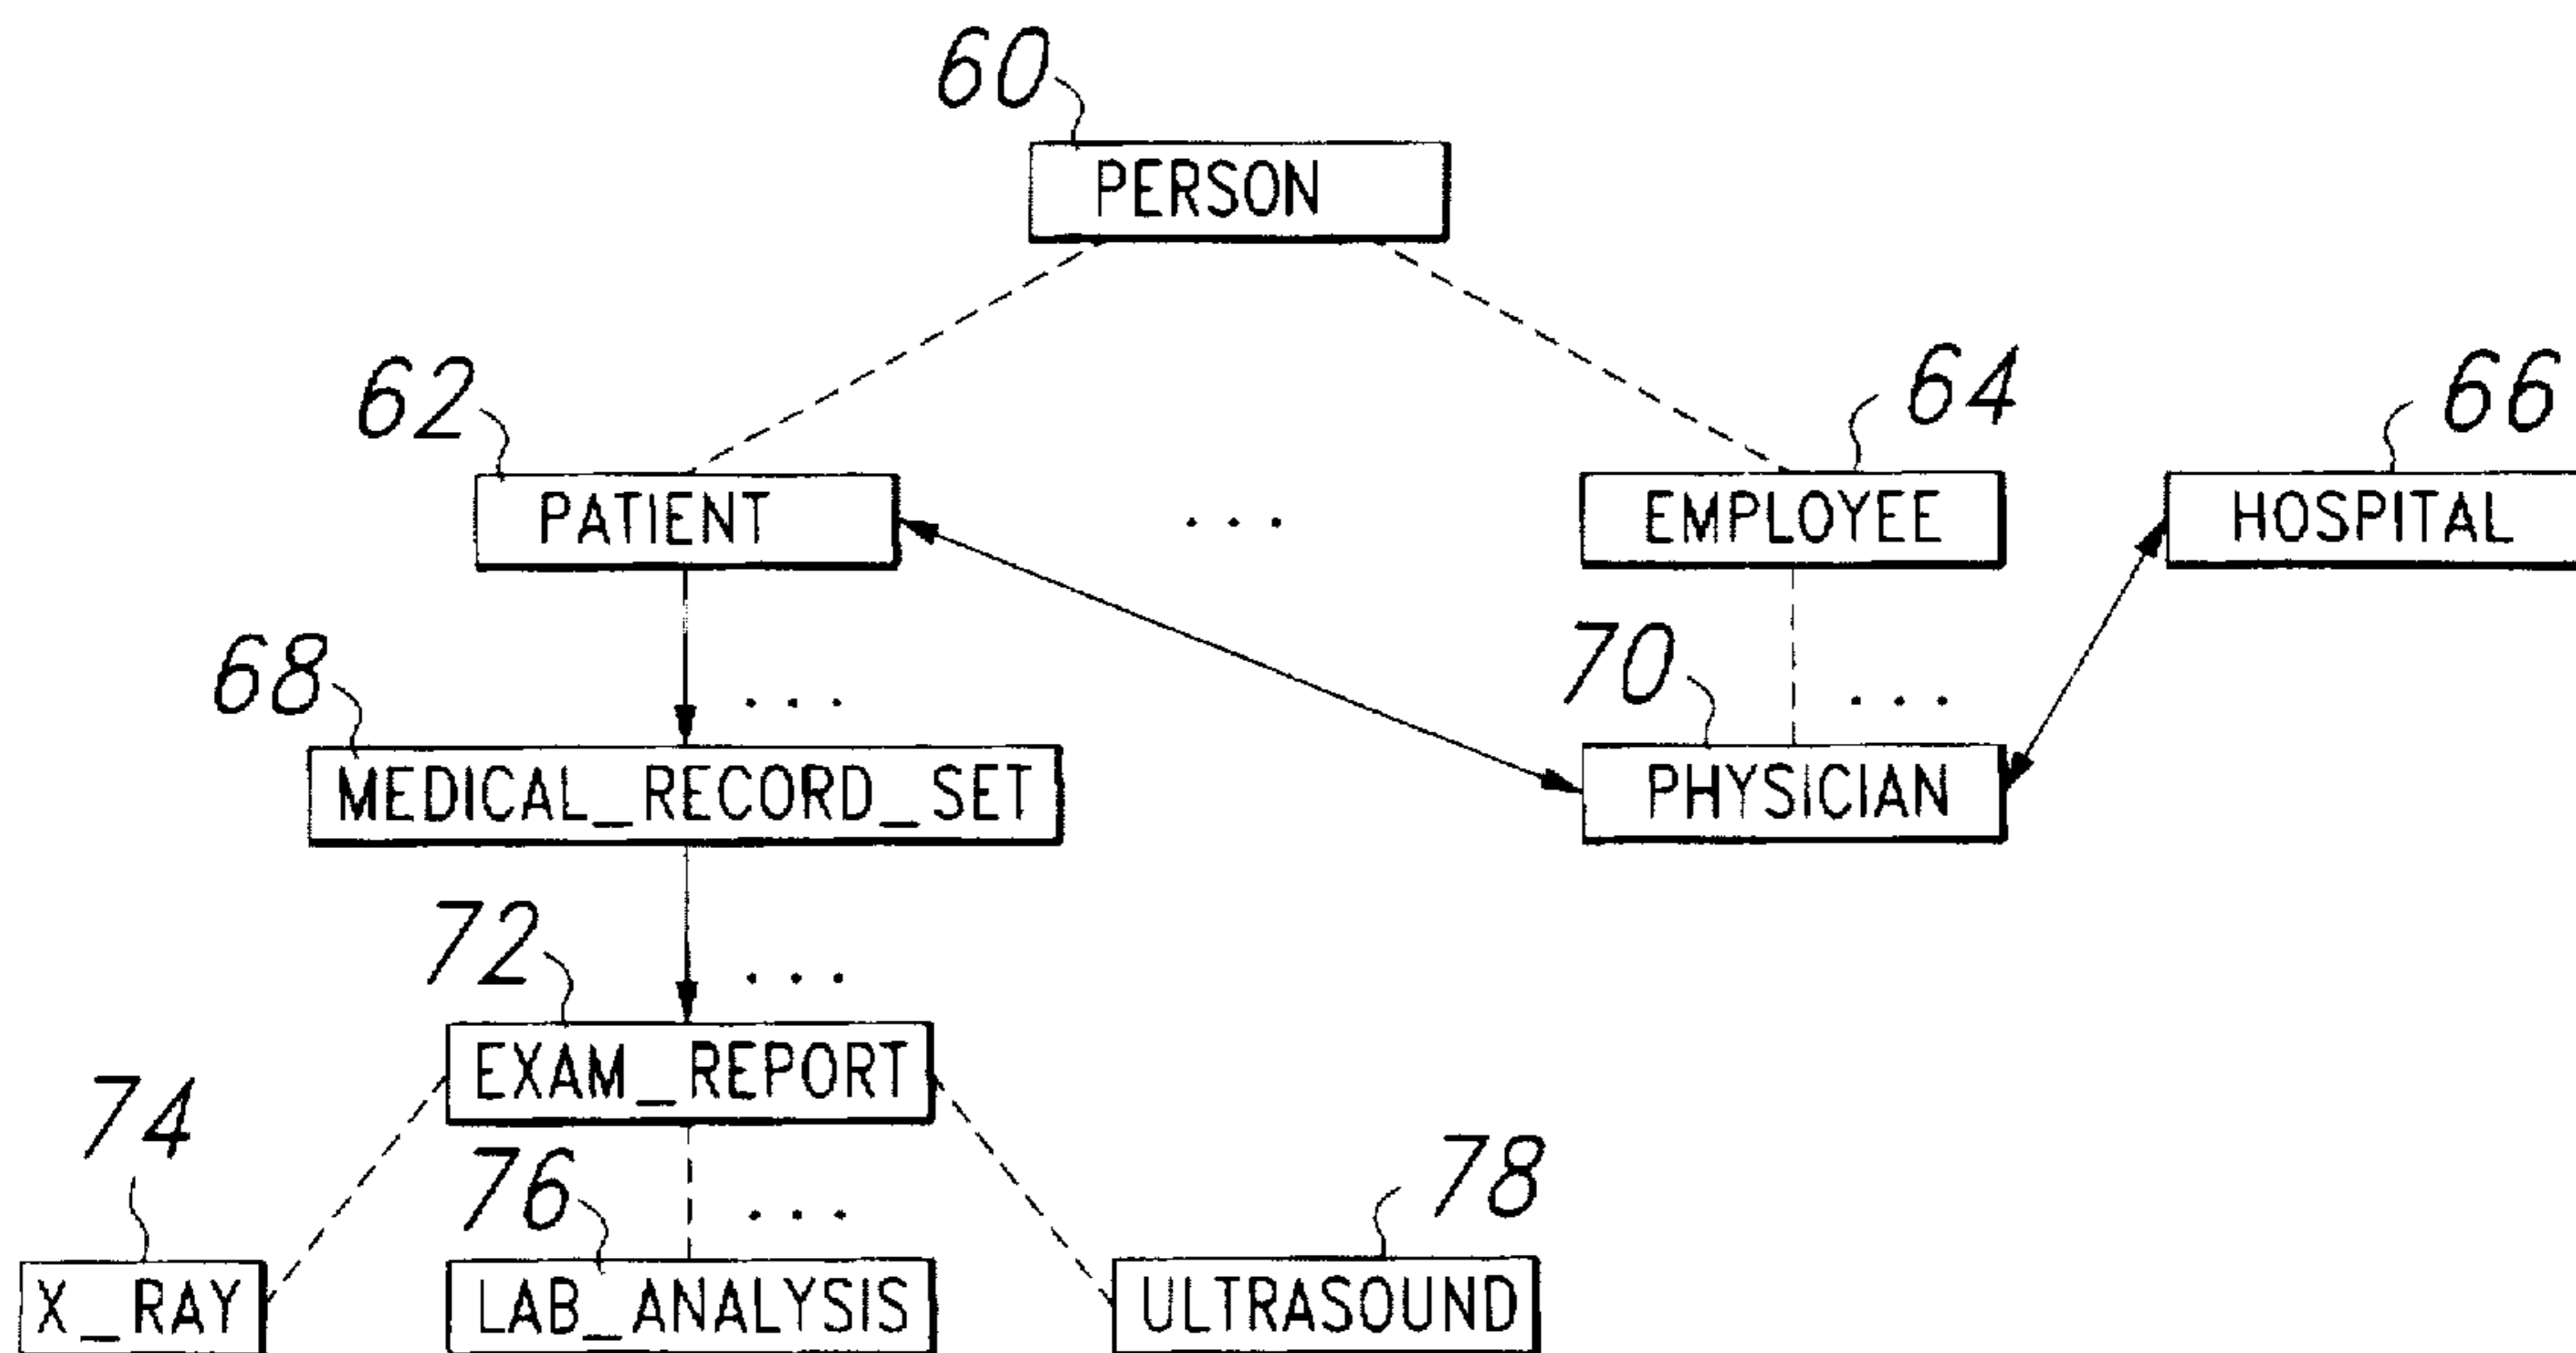 60
PERSON
62
64
66
PATIENT
...
EMPLOYEE
HOSPITAL
68
...
70
...
MEDICAL_RECORD_SET
PHYSICIAN
72
...
EXAM_REPORT
74
76
...
78
X_RAY
LAB_ANALYSIS
ULTRASOUND